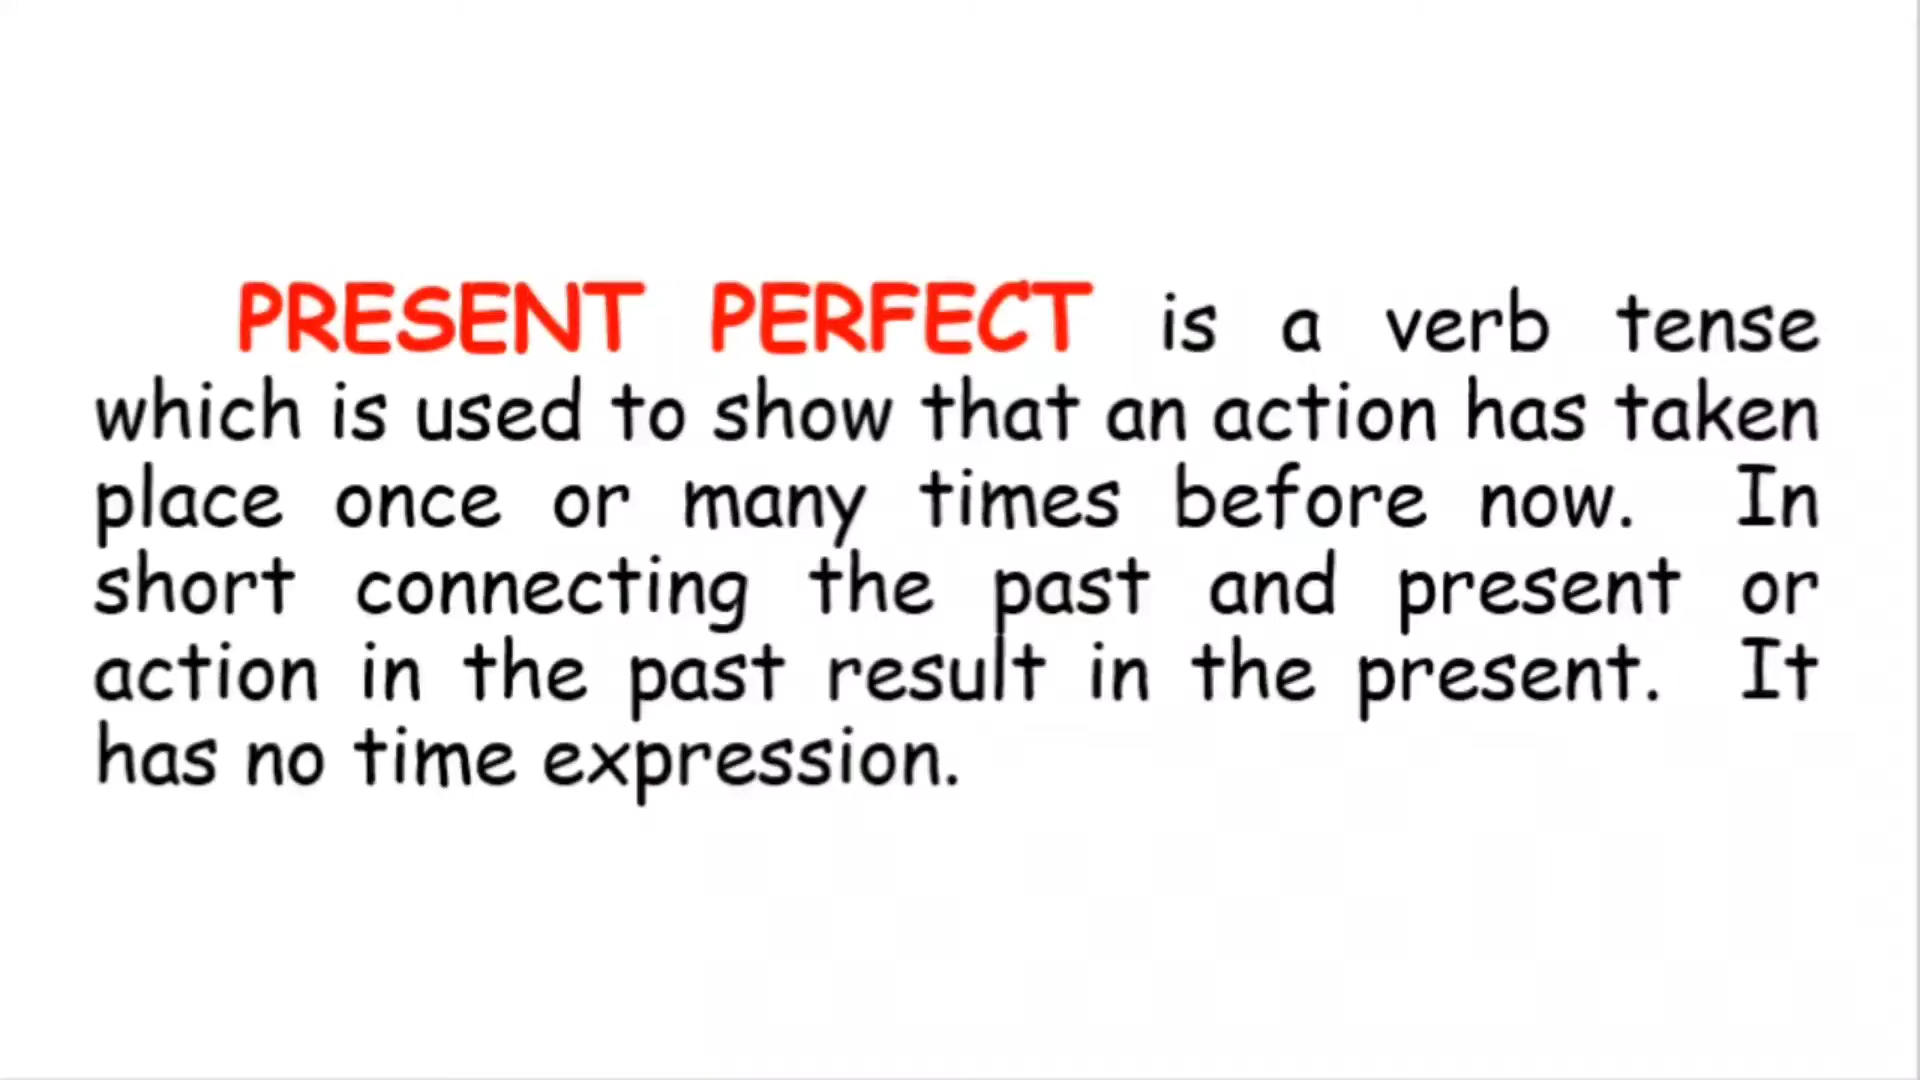 PRESENT PERFECT is a verb tense
which is used to show that an action has taken
place once or many times before now. In
short connecting the past and present or
action in the past result in the present. It
has no time expression.